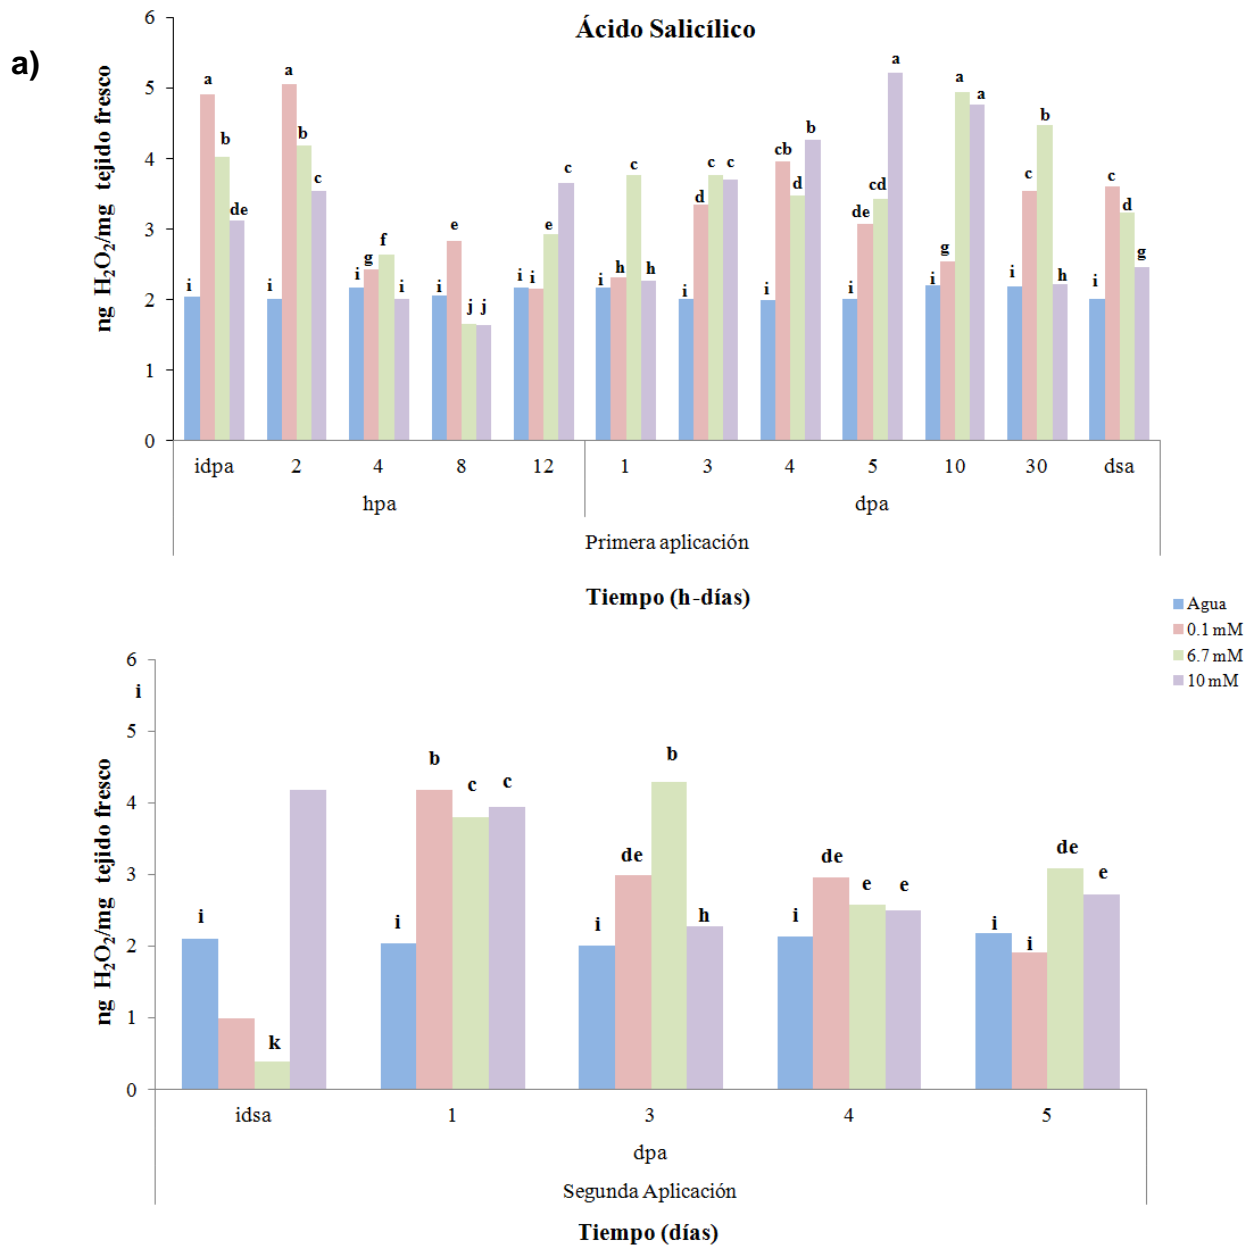 a)
Ácido Salicílico
ng H₂O₂/mg tejido fresco
6
5
4
3
2
1
0
i a b de
i a b c
i g f i
i e j j
i i e c
i h c h
i d c c
i cb d b
i de cd a
i g a a
i c b h
i c d g
idpa 2 4 8 12 1 3 4 5 10 30 dsa
hpa dpa
Primera aplicación
Tiempo (h-días)
Agua
0.1 mM
6.7 mM
10 mM
ng H₂O₂/mg tejido fresco
6
5
4
3
2
1
0
i
i k
i b c c
i de b h
i de e e
i i de e
idsa 1 3 4 5
dpa
Segunda Aplicación
Tiempo (días)